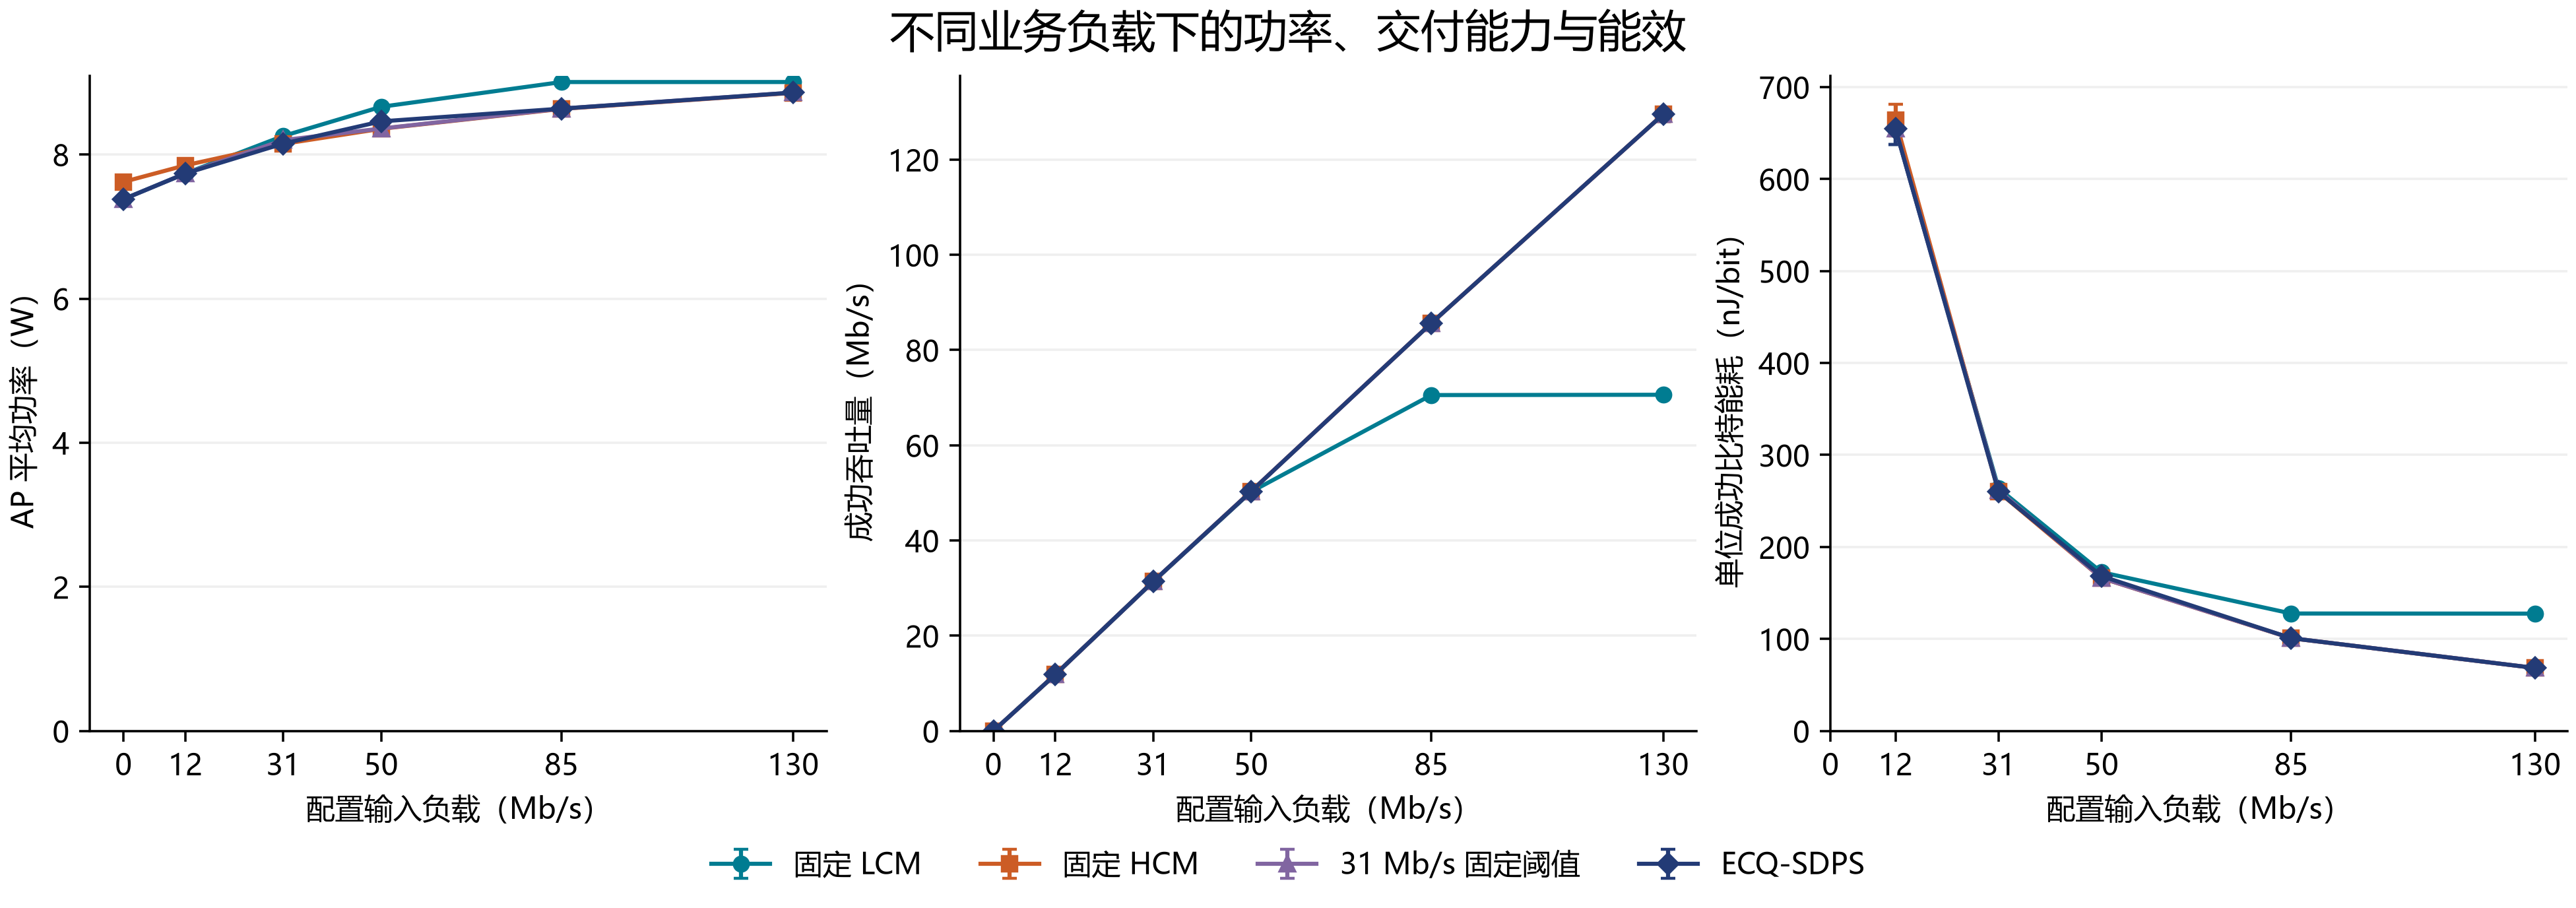 不同业务负载下的功率、交付能力与能效
AP 平均功率（W）
8
6
4
2
0
0 12 31 50 85 130
配置输入负载（Mb/s）
成功吞吐量（Mb/s）
120
100
80
60
40
20
0
0 12 31 50 85 130
配置输入负载（Mb/s）
单位成功比特能耗（nJ/bit）
700
600
500
400
300
200
100
0
0 12 31 50 85 130
配置输入负载（Mb/s）
固定 LCM 固定 HCM 31 Mb/s 固定阈值 ECQ-SDPS